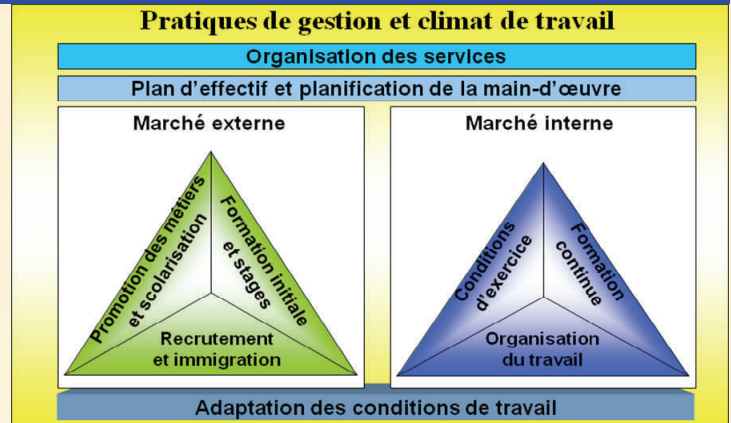 Pratiques de gestion et climat de travail
Organisation des services
Plan d'effectif et planification de la main-d'œuvre
Marché externe
Promotion des métiers
et scolarisation
Formation initiale
et stages
Recrutement
et immigration
Marché interne
Conditions
d'exercice
Formation
continue
Organisation
du travail
Adaptation des conditions de travail